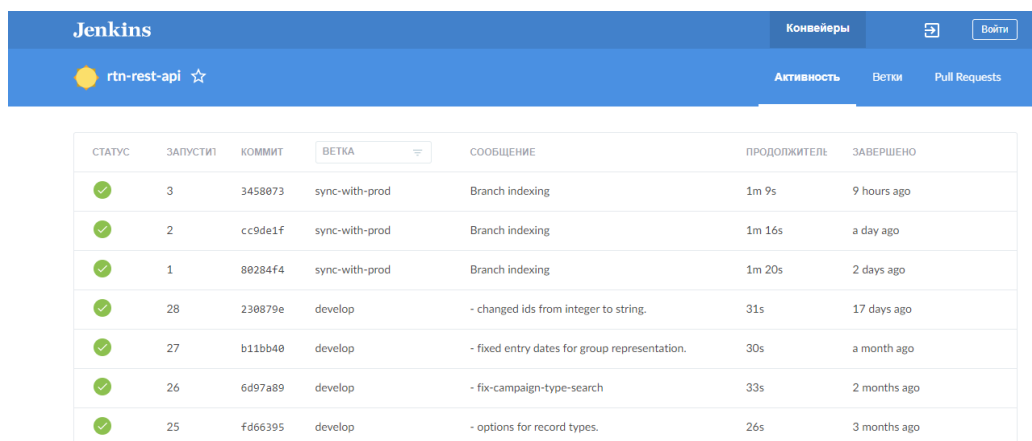 Jenkins Конвейеры Войти
rtn-rest-api Активность Ветки Pull Requests
СТАТУС ЗАПУСТИТ КОММИТ ВЕТКА СООБЩЕНИЕ ПРОДОЛЖИТЕЛЬ ЗАВЕРШЕНО
3 3458073 sync-with-prod Branch indexing 1m 9s 9 hours ago
2 cc9de1f sync-with-prod Branch indexing 1m 16s a day ago
1 80284f4 sync-with-prod Branch indexing 1m 20s 2 days ago
28 230879e develop - changed ids from integer to string. 31s 17 days ago
27 b11bb40 develop - fixed entry dates for group representation. 30s a month ago
26 6d97a89 develop - fix-campaign-type-search 33s 2 months ago
25 fd66395 develop - options for record types. 26s 3 months ago